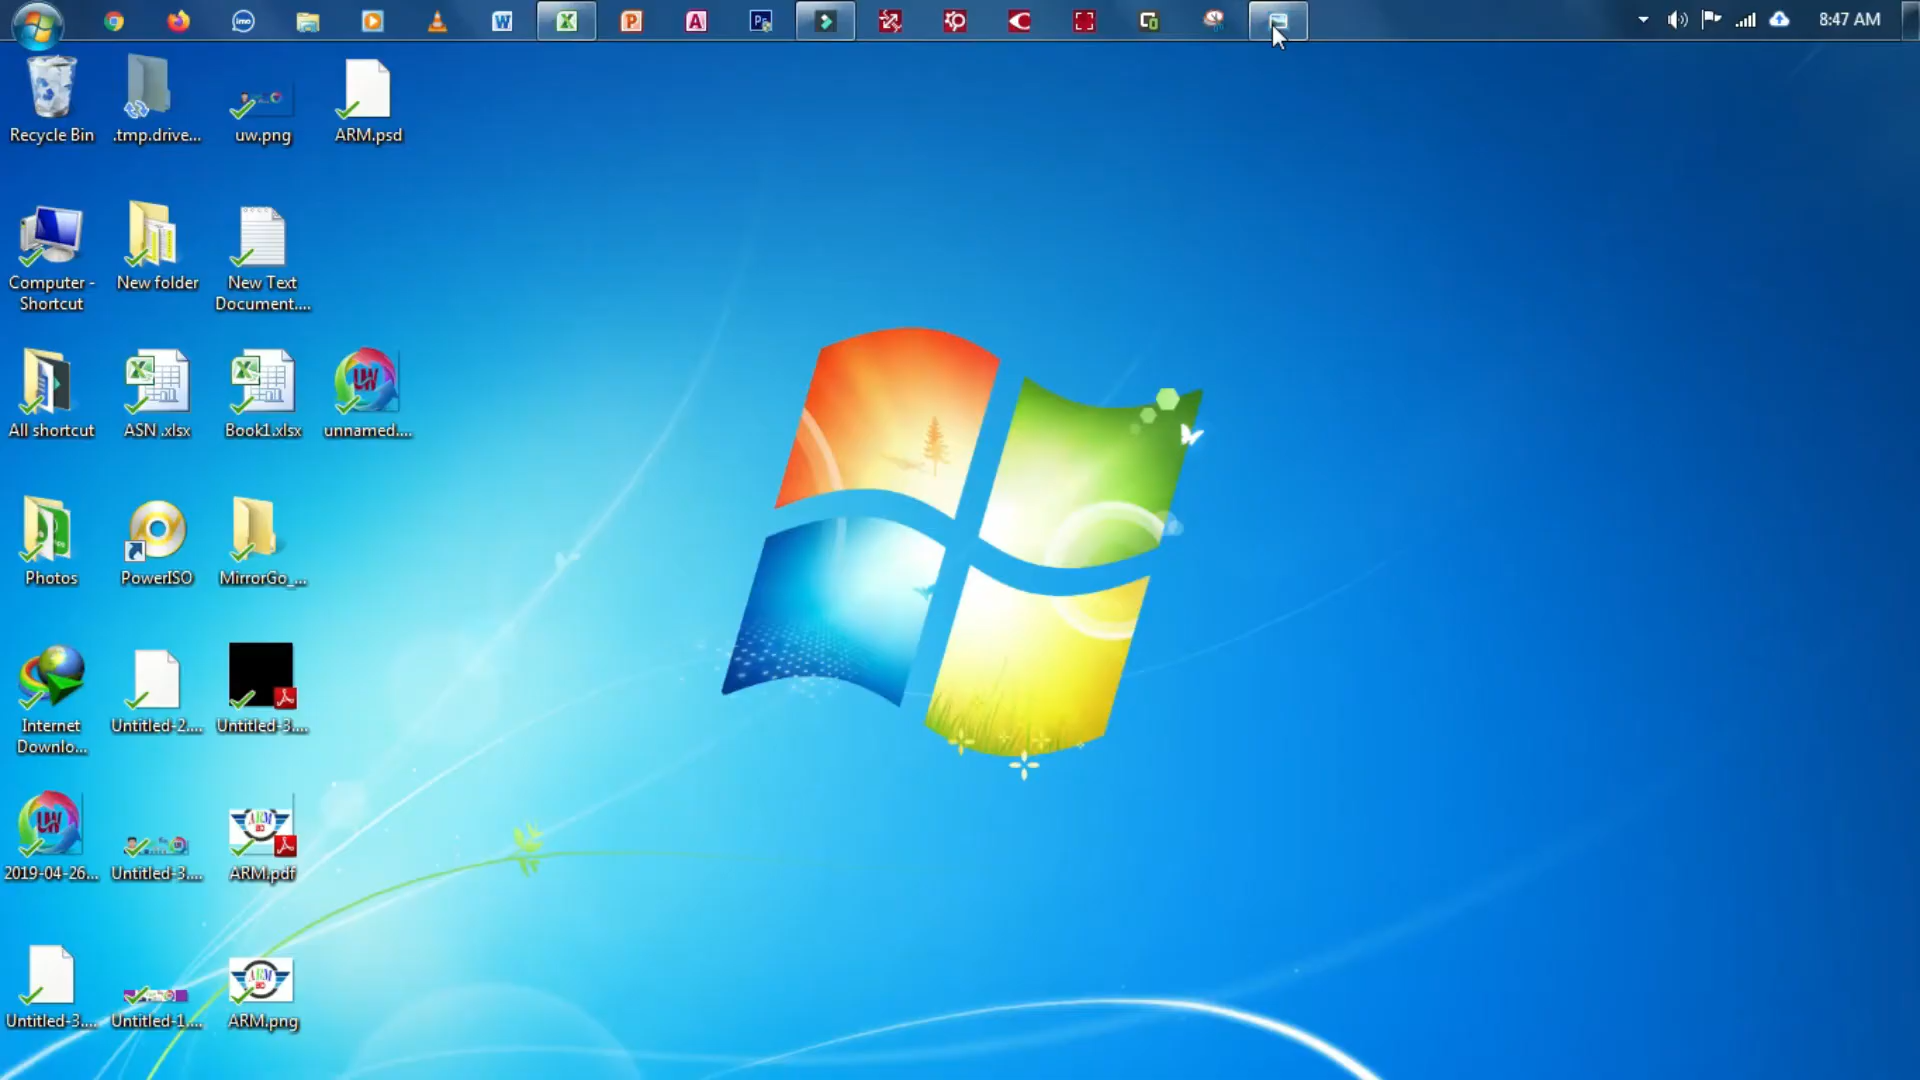 imo
W
X
P
A
Ps
8:47 AM
Recycle Bin
.tmp.drive...
uw.png
ARM.psd
Computer -
Shortcut
New folder
New Text
Document....
All shortcut
ASN .xlsx
Book1.xlsx
unnamed....
Photos
PowerISO
MirrorGo_...
Internet
Downlo...
Untitled-2....
Untitled-3....
2019-04-26...
Untitled-3....
ARM.pdf
Untitled-3....
Untitled-1....
ARM.png